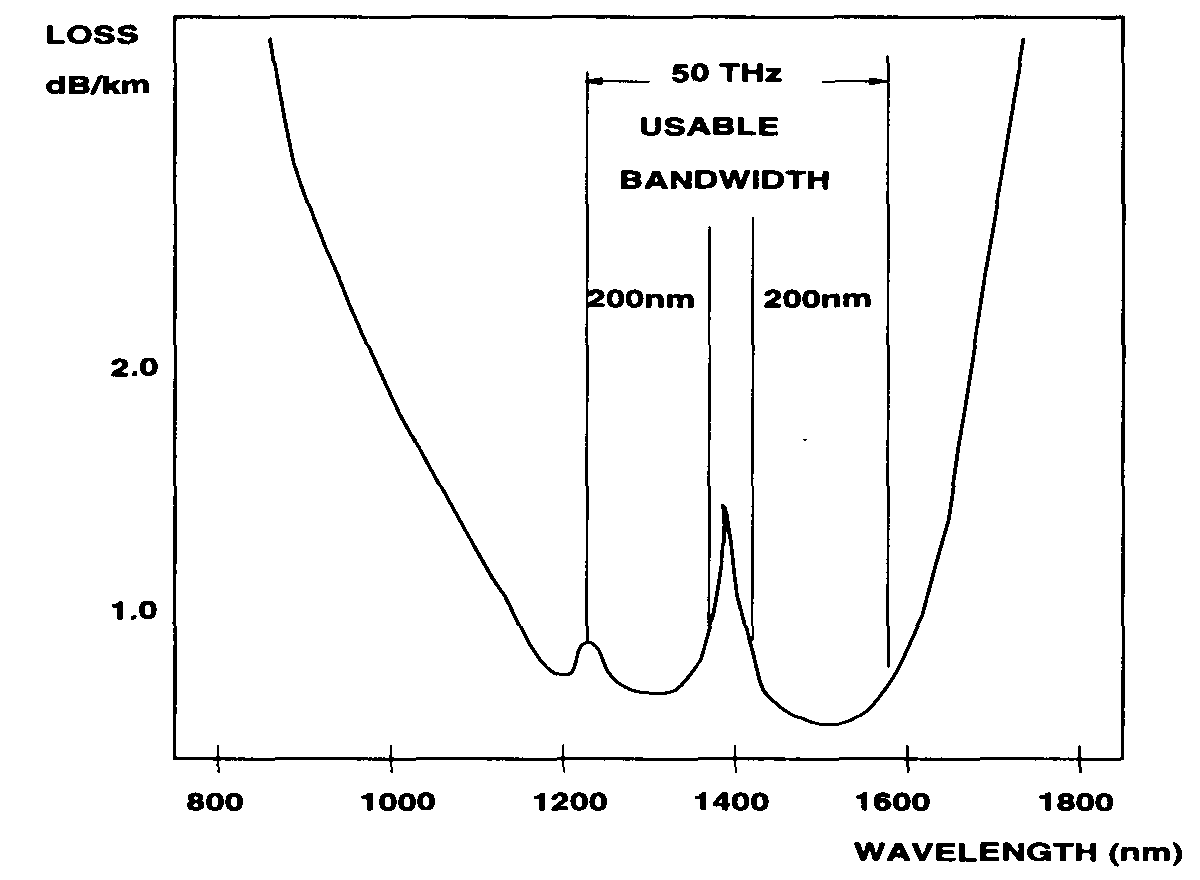 LOSS
dB/km
50 THz
USABLE
BANDWIDTH
200nm 200nm
2.0
1.0
800 1000 1200 1400 1600 1800
WAVELENGTH (nm)